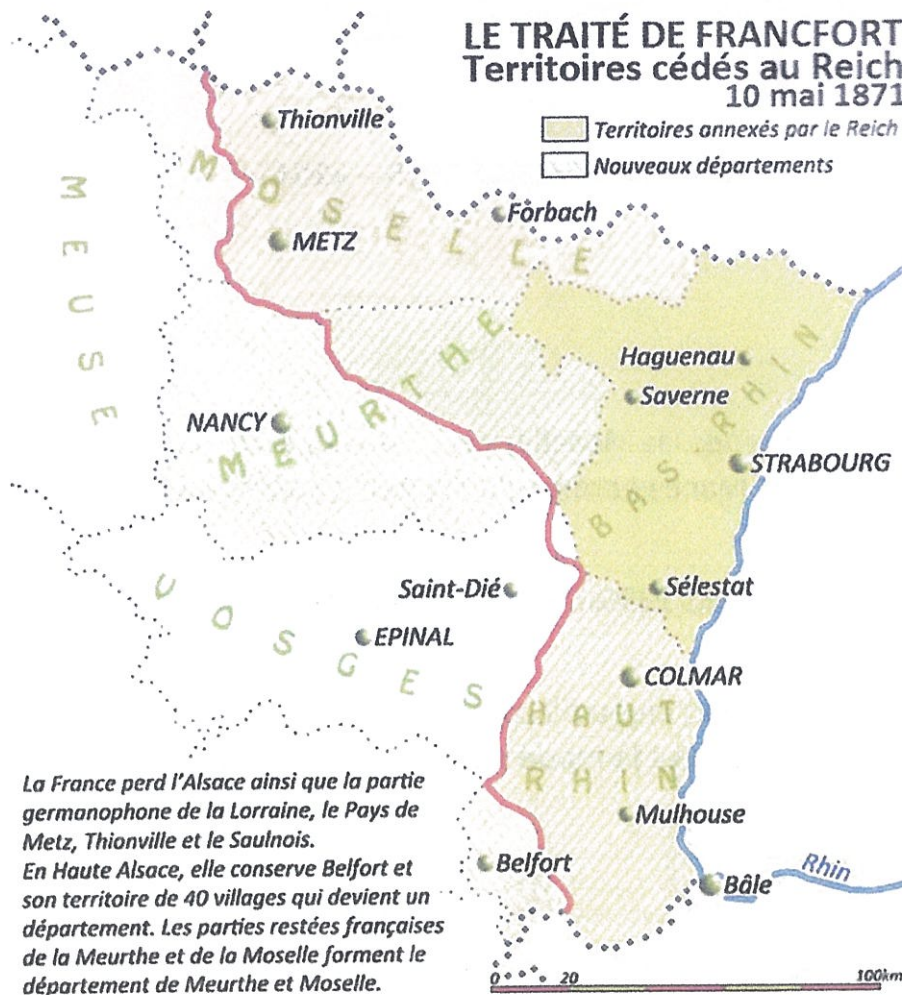 LE TRAITÉ DE FRANCFORT
Territoires cédés au Reich
10 mai 1871
Territoires annexés par le Reich
Nouveaux départements
Thionville
MOSELLE
Forbach
METZ
MEUSE
MEURTHE
Haguenau
Saverne
NANCY
BAS RHIN
STRABOURG
Saint-Dié
Sélestat
EPINAL
VOSGES
COLMAR
HAUT
RHIN
Mulhouse
Belfort
Bâle
Rhin
La France perd l'Alsace ainsi que la partie
germanophone de la Lorraine, le Pays de
Metz, Thionville et le Saulnois.
En Haute Alsace, elle conserve Belfort et
son territoire de 40 villages qui devient un
département. Les parties restées françaises
de la Meurthe et de la Moselle forment le
département de Meurthe et Moselle.
0 20 100km